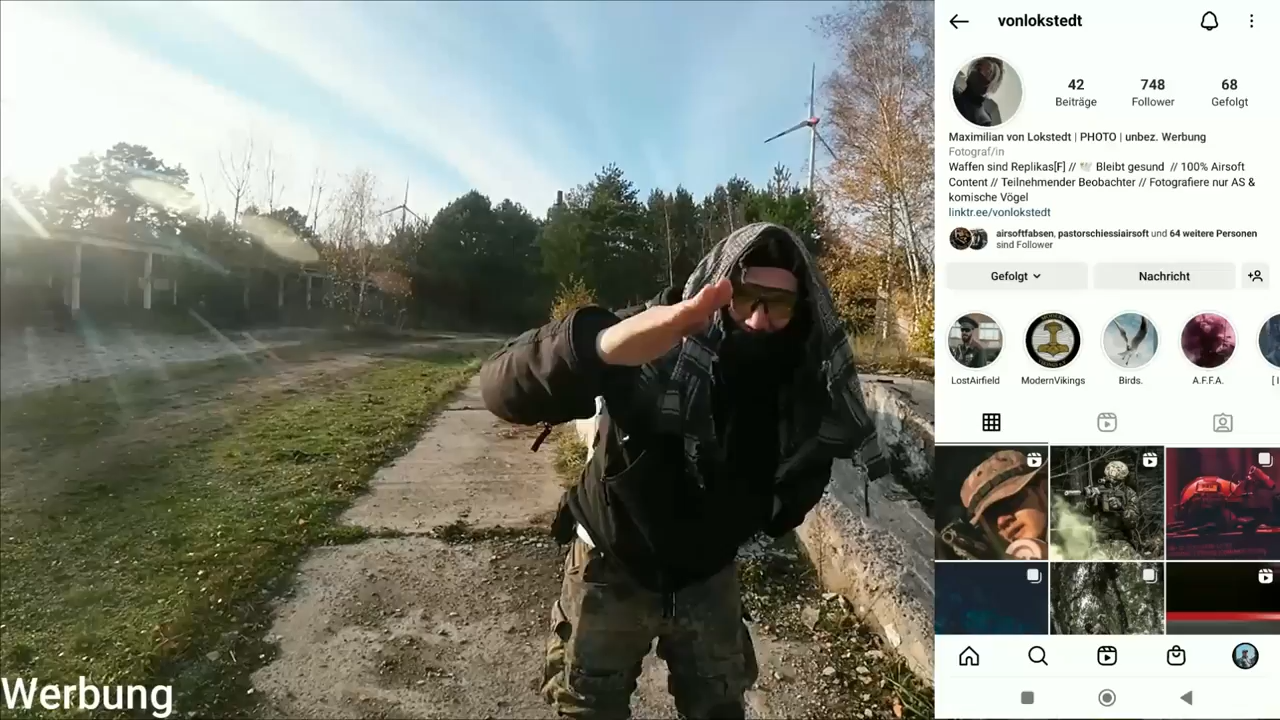 vonlokstedt
42
748
68
Beiträge
Follower
Gefolgt
Maximilian von Lokstedt | PHOTO | unbez. Werbung
Fotograf/in
Waffen sind Replikas[F] // 🕊 Bleibt gesund // 100% Airsoft
Content // Teilnehmender Beobachter // Fotografiere nur AS &
komische Vögel
linktr.ee/vonlokstedt
airsoftfabsen, pastorschiessiairsoft und 64 weitere Personen
sind Follower
Gefolgt
Nachricht
LostAirfield
ModernVikings
Birds.
A.F.F.A.
Werbung